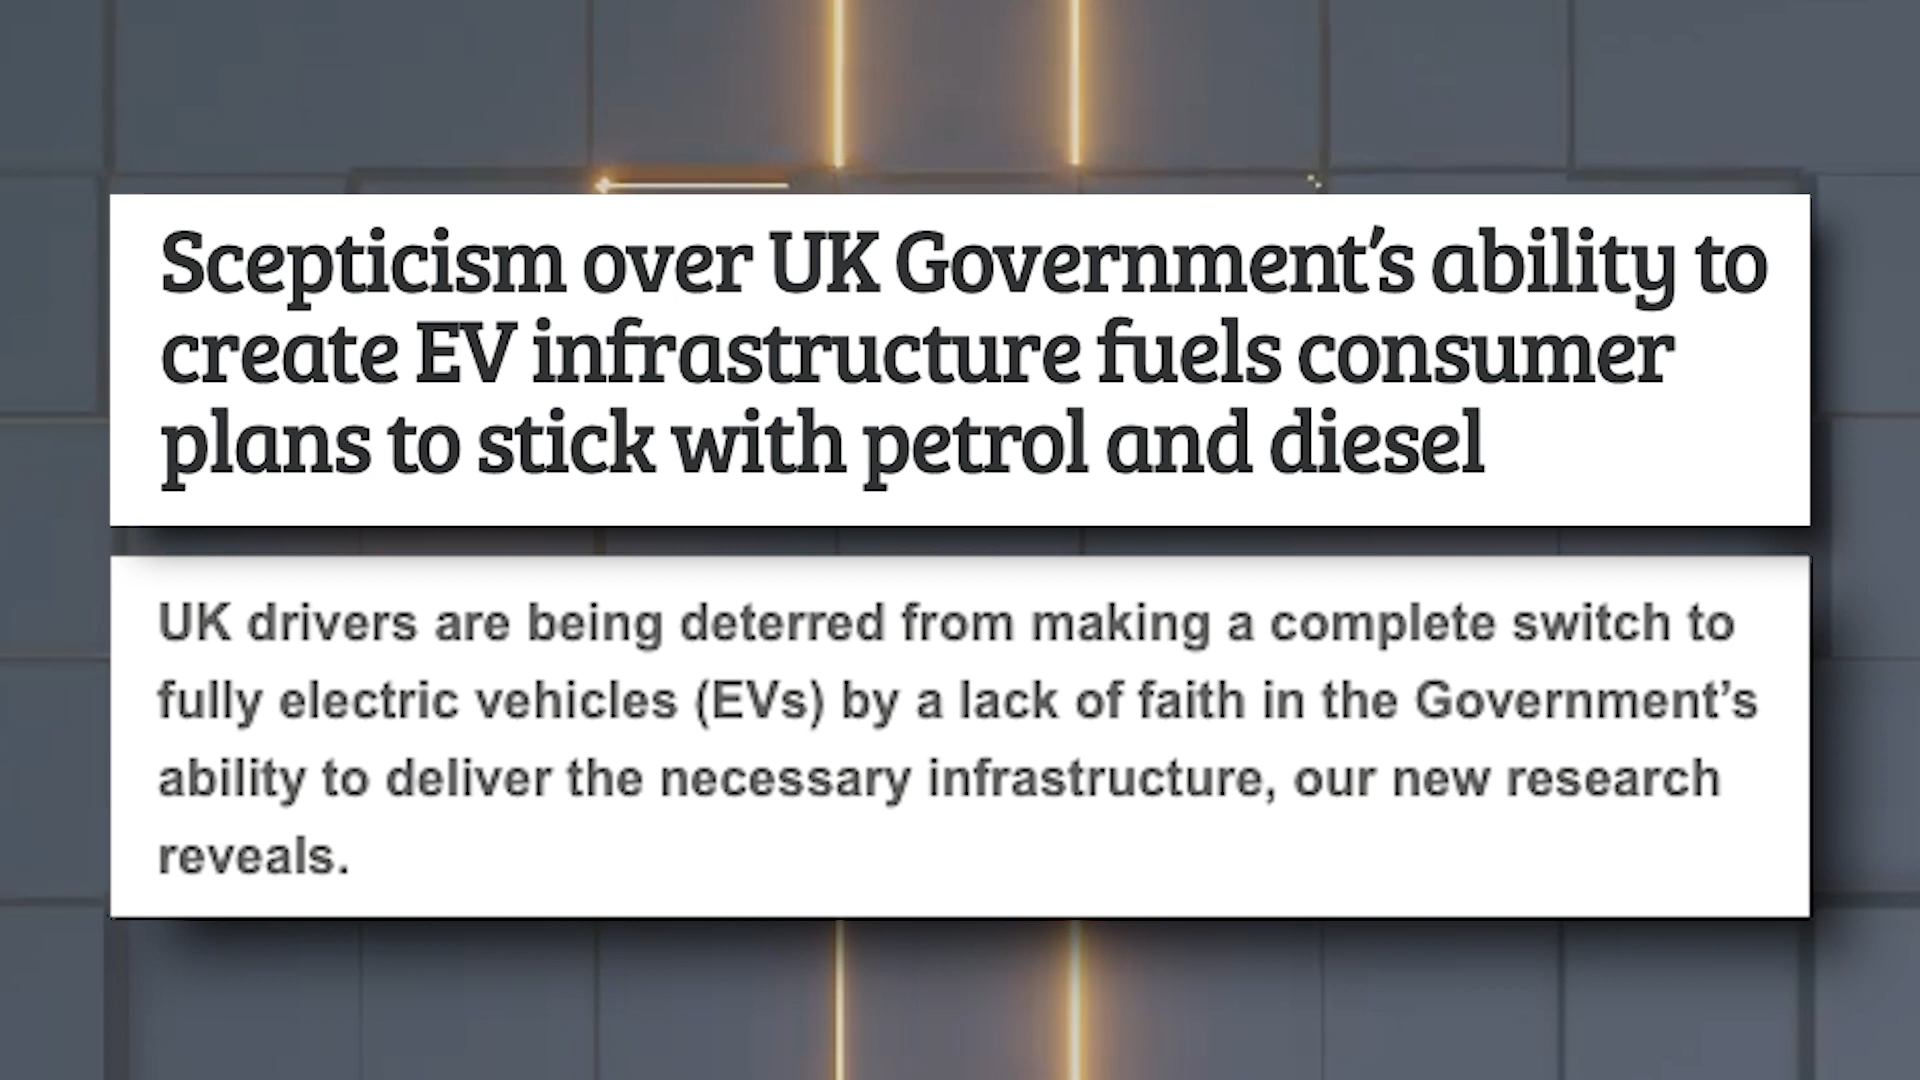 Scepticism over UK Government’s ability to
create EV infrastructure fuels consumer
plans to stick with petrol and diesel
UK drivers are being deterred from making a complete switch to
fully electric vehicles (EVs) by a lack of faith in the Government’s
ability to deliver the necessary infrastructure, our new research
reveals.